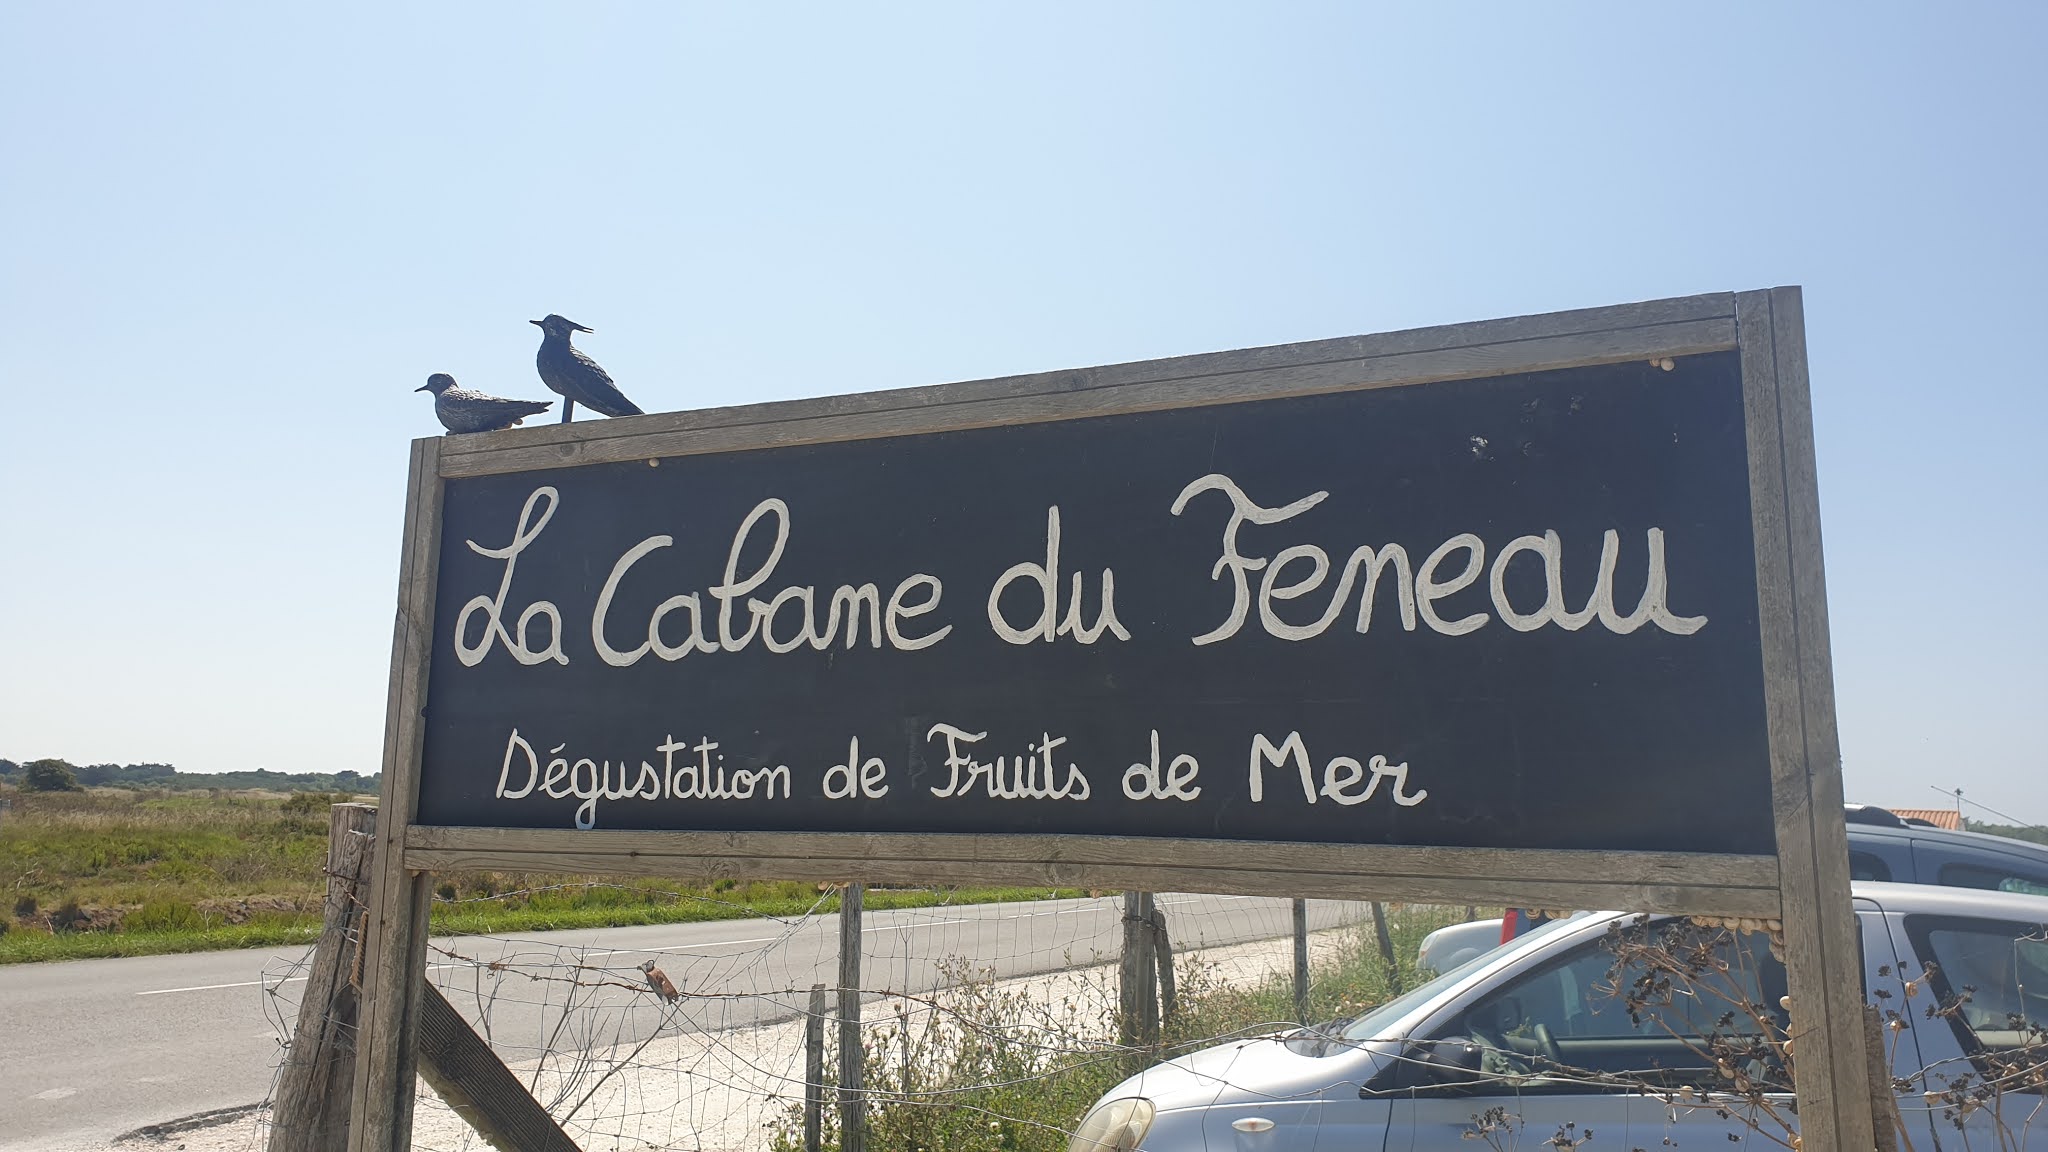 La Cabane du Feneau
Dégustation de Fruits de Mer